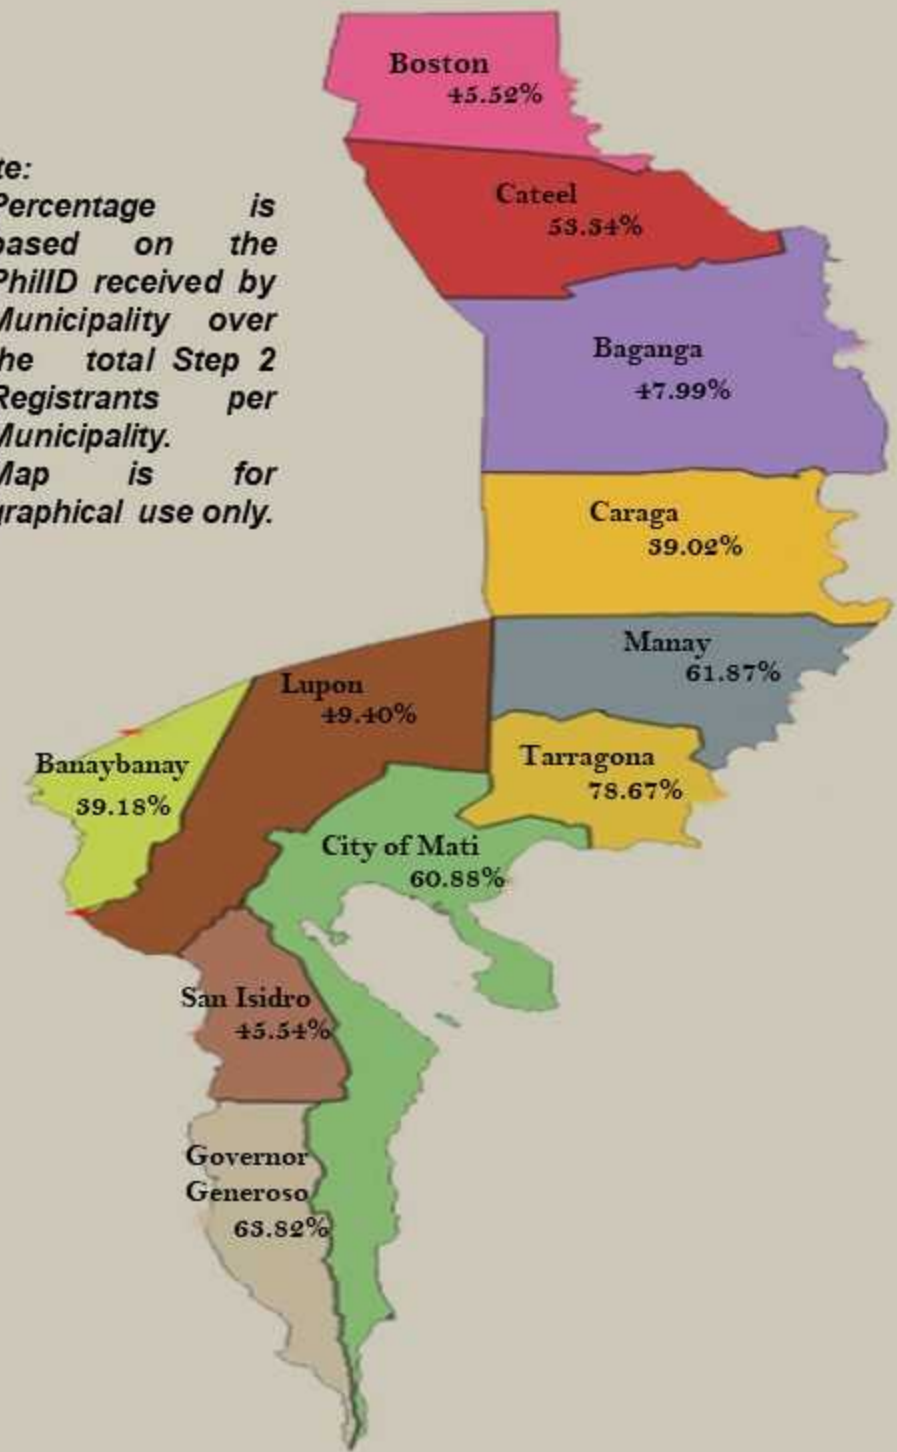 Boston
45.52%
Cateel
53.34%
te:
Percentage is
based on the
PhilID received by
Municipality over
the total Step 2
Registrants per
Municipality.
Map is for
graphical use only.
Baganga
47.99%
Caraga
39.02%
Manay
61.87%
Lupon
49.40%
Tarragona
78.67%
Banaybanay
39.18%
City of Mati
60.88%
San Isidro
45.54%
Governor
Generoso
63.82%